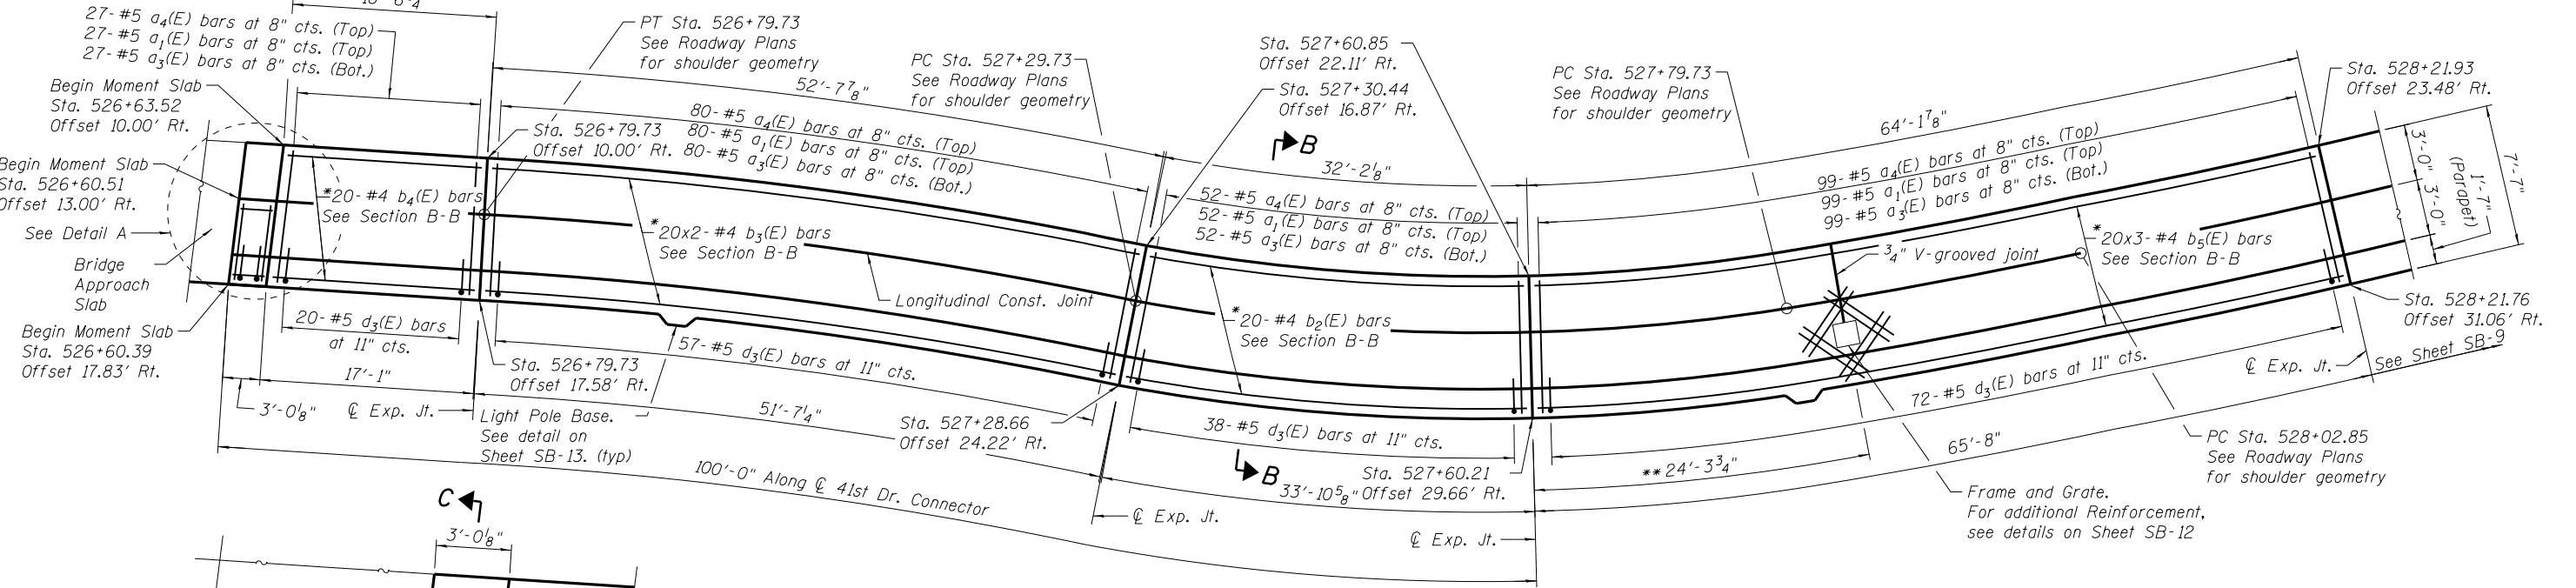 27-#5 a4(E) bars at 8" cts. (Top)
27-#5 a1(E) bars at 8" cts. (Top)
27-#5 a3(E) bars at 8" cts. (Bot.)
Begin Moment Slab
Sta. 526+63.52
Offset 10.00' Rt.
Begin Moment Slab
Sta. 526+60.51
Offset 13.00' Rt.
See Detail A
Bridge
Approach
Slab
Begin Moment Slab
Sta. 526+60.39
Offset 17.83' Rt.
*20-#4 b4(E) bars
See Section B-B
20-#5 d3(E) bars
at 11" cts.
17'-1"
3'-0⅛"
℄ Exp. Jt.
PT Sta. 526+79.73
See Roadway Plans
for shoulder geometry
52'-7⅞"
Sta. 526+79.73
Offset 10.00' Rt.
80-#5 a4(E) bars at 8" cts. (Top)
80-#5 a1(E) bars at 8" cts. (Top)
80-#5 a3(E) bars at 8" cts. (Bot.)
*20x2-#4 b3(E) bars
See Section B-B
Longitudinal Const. Joint
57-#5 d3(E) bars at 11" cts.
Sta. 526+79.73
Offset 17.58' Rt.
Light Pole Base.
See detail on
Sheet SB-13. (typ)
51'-7¼"
100'-0" Along ℄ 41st Dr. Connector
PC Sta. 527+29.73
See Roadway Plans
for shoulder geometry
Sta. 527+60.85
Offset 22.11' Rt.
Sta. 527+30.44
Offset 16.87' Rt.
B
32'-2⅛"
52-#5 a4(E) bars at 8" cts. (Top)
52-#5 a1(E) bars at 8" cts. (Top)
52-#5 a3(E) bars at 8" cts. (Bot.)
*20-#4 b2(E) bars
See Section B-B
Sta. 527+28.66
Offset 24.22' Rt.
38-#5 d3(E) bars at 11" cts.
B
33'-10⅝"
Sta. 527+60.21
Offset 29.66' Rt.
℄ Exp. Jt.
℄ Exp. Jt.
PC Sta. 527+79.73
See Roadway Plans
for shoulder geometry
64'-1⅞"
99-#5 a4(E) bars at 8" cts. (Top)
99-#5 a1(E) bars at 8" cts. (Top)
99-#5 a3(E) bars at 8" cts. (Bot.)
¾" V-grooved joint
*20x3-#4 b5(E) bars
See Section B-B
72-#5 d3(E) bars at 11" cts.
**24'-3¾"
65'-8"
Sta. 528+21.93
Offset 23.48' Rt.
3'-0"
3'-0"
1'-7"
(Parapet)
7'-7"
Sta. 528+21.76
Offset 31.06' Rt.
℄ Exp. Jt.
See Sheet SB-9
PC Sta. 528+02.85
See Roadway Plans
for shoulder geometry
Frame and Grate.
For additional Reinforcement,
see details on Sheet SB-12
C
3'-0⅛"